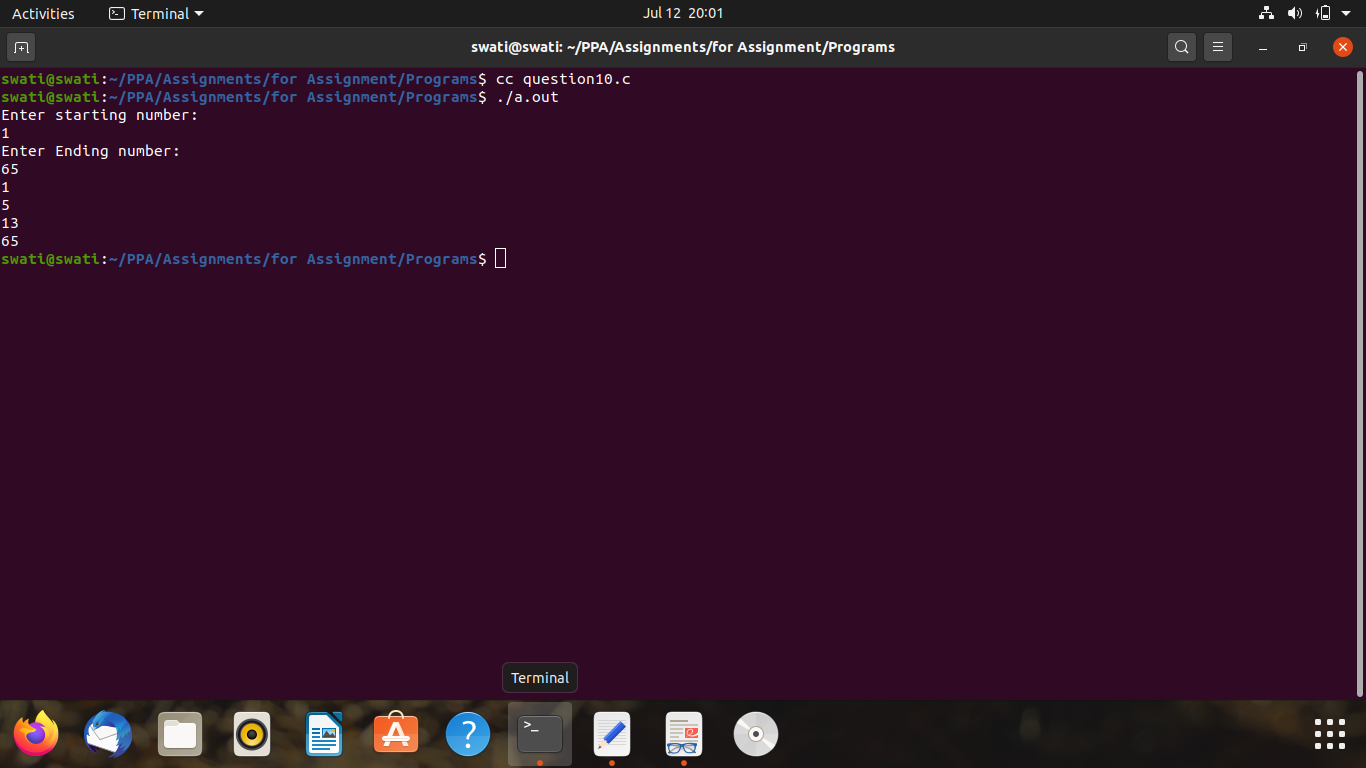 Activities Terminal Jul 12 20:01
swati@swati: ~/PPA/Assignments/for Assignment/Programs
swati@swati:~/PPA/Assignments/for Assignment/Programs$ cc question10.c
swati@swati:~/PPA/Assignments/for Assignment/Programs$ ./a.out
Enter starting number:
1
Enter Ending number:
65
1
5
13
65
swati@swati:~/PPA/Assignments/for Assignment/Programs$
Terminal